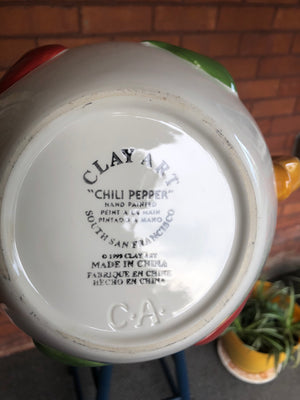 CLAY ART
"CHILI PEPPER"
HAND PAINTED
PEINT A LA MAIN
PINTADO A MANO
SOUTH SAN FRANCISCO
© 1998 CLAY ART
MADE IN CHINA
FABRIQUE EN CHINE
HECHO EN CHINA
C.A.